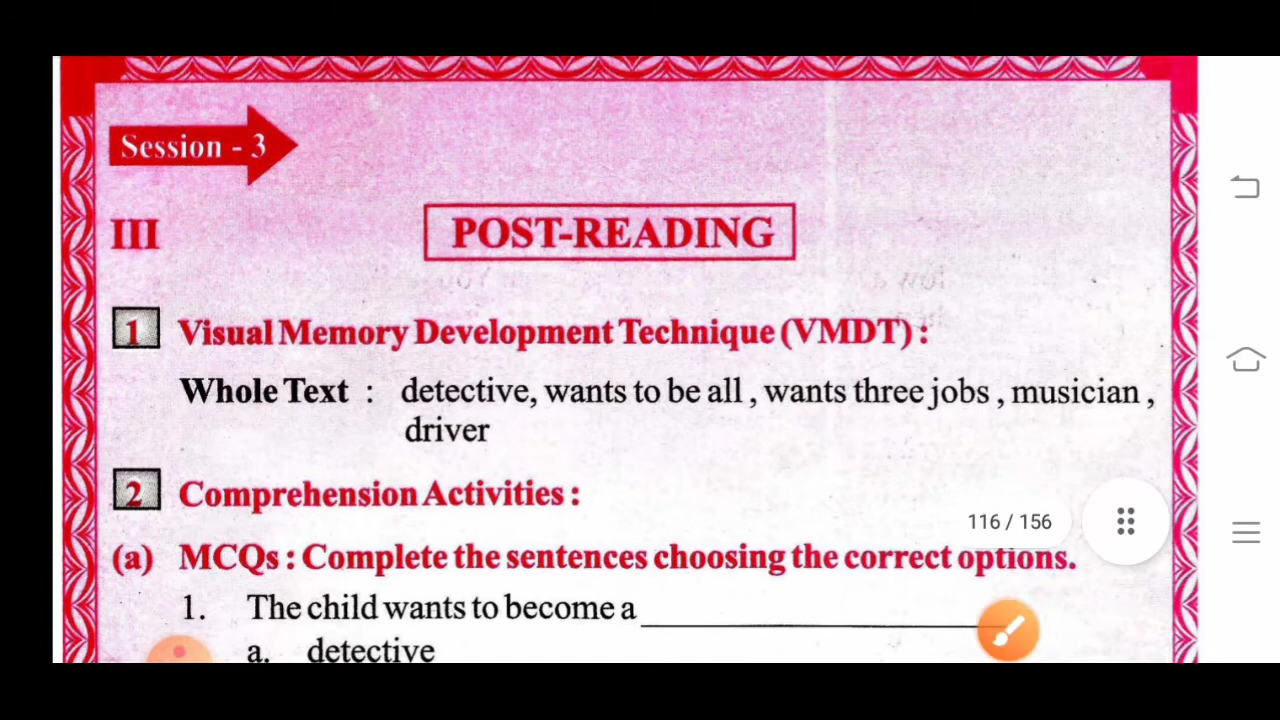 Session - 3
III POST-READING
1 Visual Memory Development Technique (VMDT) :
Whole Text : detective, wants to be all , wants three jobs , musician ,
driver
2 Comprehension Activities :
116 / 156
(a) MCQs : Complete the sentences choosing the correct options.
1. The child wants to become a
a. detective